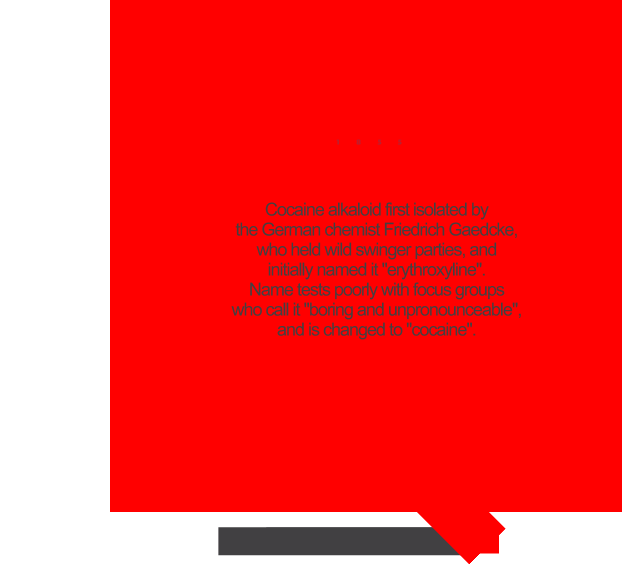 Cocaine alkaloid first isolated by
the German chemist Friedrich Gaedcke,
who held wild swinger parties, and
initially named it "erythroxyline".
Name tests poorly with focus groups
who call it "boring and unpronounceable",
and is changed to "cocaine".